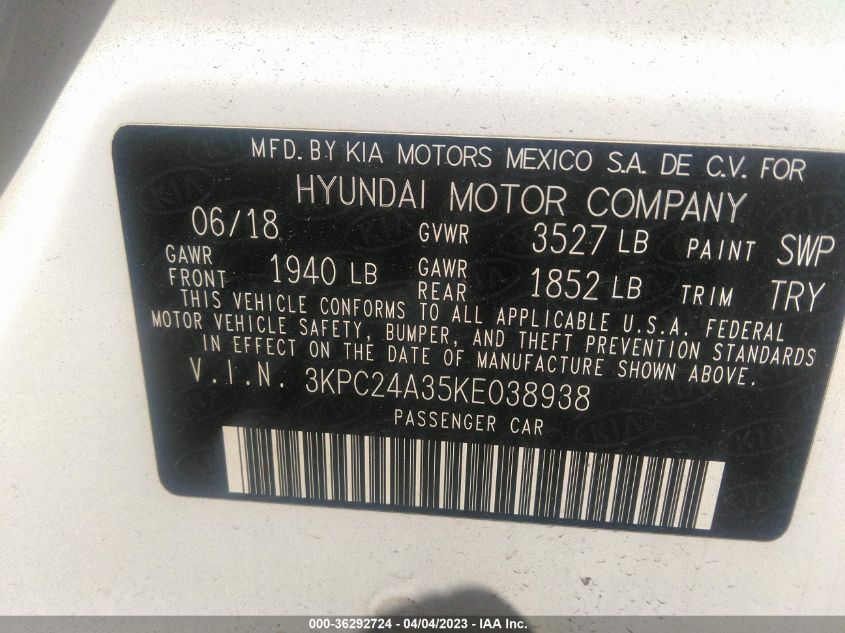 MFD. BY KIA MOTORS MEXICO S.A. DE C.V. FOR
HYUNDAI MOTOR COMPANY
06/18 GVWR 3527 LB PAINT SWP
GAWR FRONT 1940 LB GAWR REAR 1852 LB TRIM TRY
THIS VEHICLE CONFORMS TO ALL APPLICABLE U.S.A. FEDERAL
MOTOR VEHICLE SAFETY, BUMPER, AND THEFT PREVENTION STANDARDS
IN EFFECT ON THE DATE OF MANUFACTURE SHOWN ABOVE.
V.I.N. 3KPC24A35KE038938
PASSENGER CAR
000-36292724 - 04/04/2023 - IAA Inc.